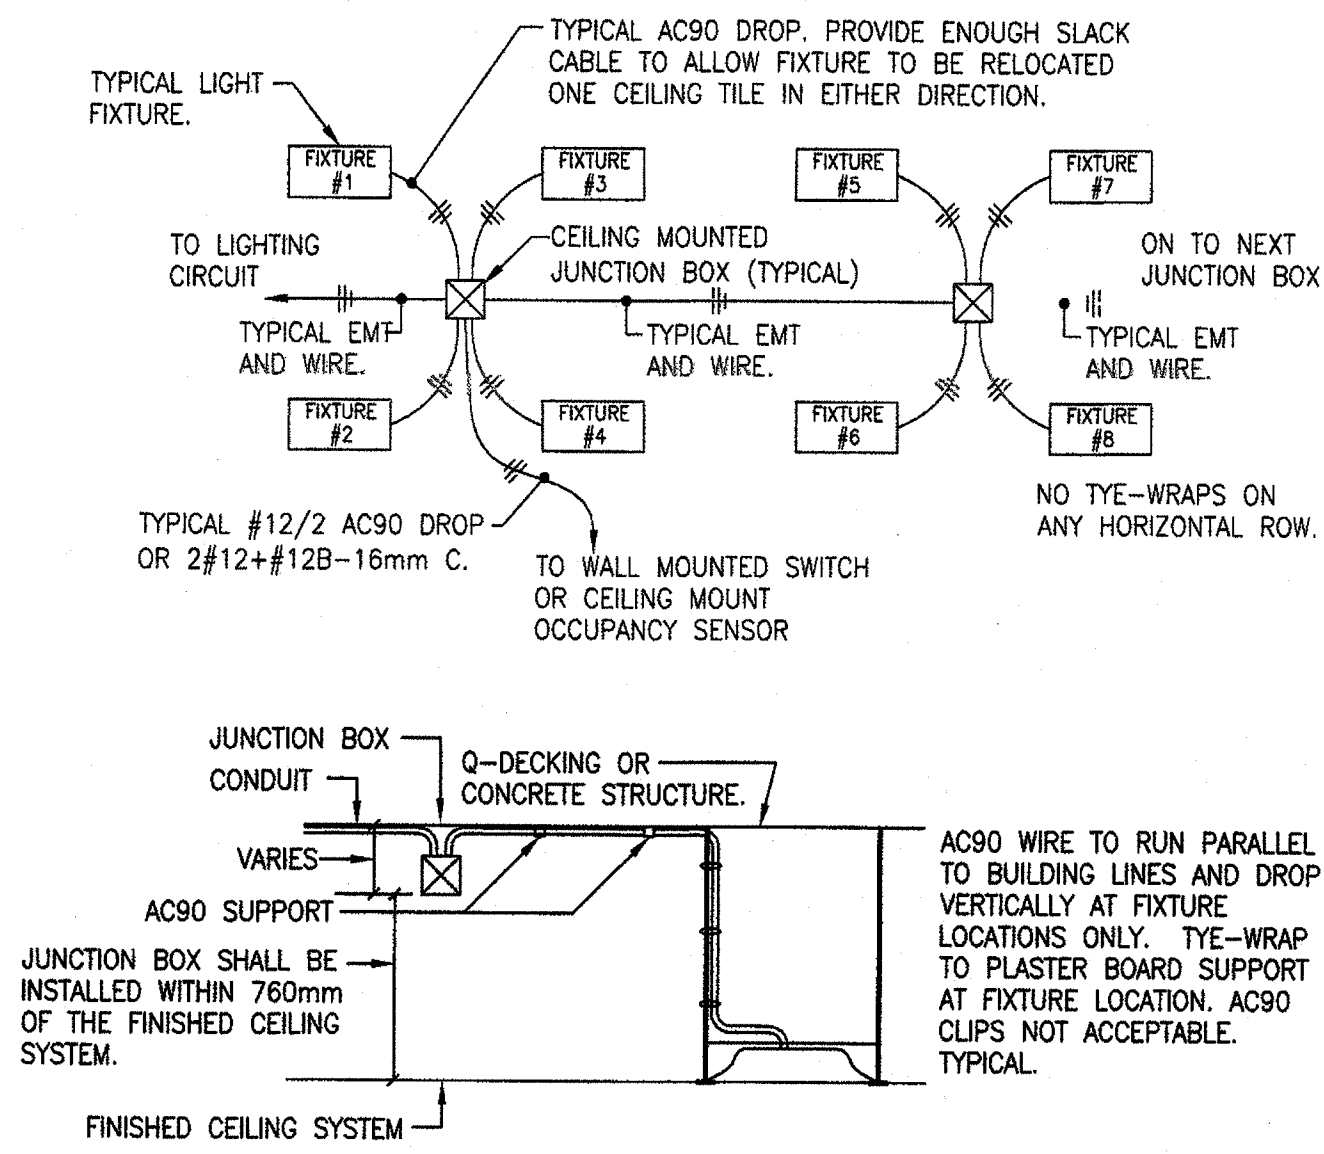 TYPICAL AC90 DROP. PROVIDE ENOUGH SLACK
CABLE TO ALLOW FIXTURE TO BE RELOCATED
ONE CEILING TILE IN EITHER DIRECTION.
TYPICAL LIGHT
FIXTURE.
FIXTURE
#1
FIXTURE
#3
FIXTURE
#5
FIXTURE
#7
TO LIGHTING
CIRCUIT
CEILING MOUNTED
JUNCTION BOX (TYPICAL)
ON TO NEXT
JUNCTION BOX
TYPICAL EMT
AND WIRE.
TYPICAL EMT
AND WIRE.
TYPICAL EMT
AND WIRE.
FIXTURE
#2
FIXTURE
#4
FIXTURE
#6
FIXTURE
#8
NO TYE-WRAPS ON
ANY HORIZONTAL ROW.
TYPICAL #12/2 AC90 DROP
OR 2#12+#12B-16mm C.
TO WALL MOUNTED SWITCH
OR CEILING MOUNT
OCCUPANCY SENSOR
JUNCTION BOX
CONDUIT
Q-DECKING OR
CONCRETE STRUCTURE.
VARIES
AC90 SUPPORT
JUNCTION BOX SHALL BE
INSTALLED WITHIN 760mm
OF THE FINISHED CEILING
SYSTEM.
AC90 WIRE TO RUN PARALLEL
TO BUILDING LINES AND DROP
VERTICALLY AT FIXTURE
LOCATIONS ONLY. TYE-WRAP
TO PLASTER BOARD SUPPORT
AT FIXTURE LOCATION. AC90
CLIPS NOT ACCEPTABLE.
TYPICAL.
FINISHED CEILING SYSTEM